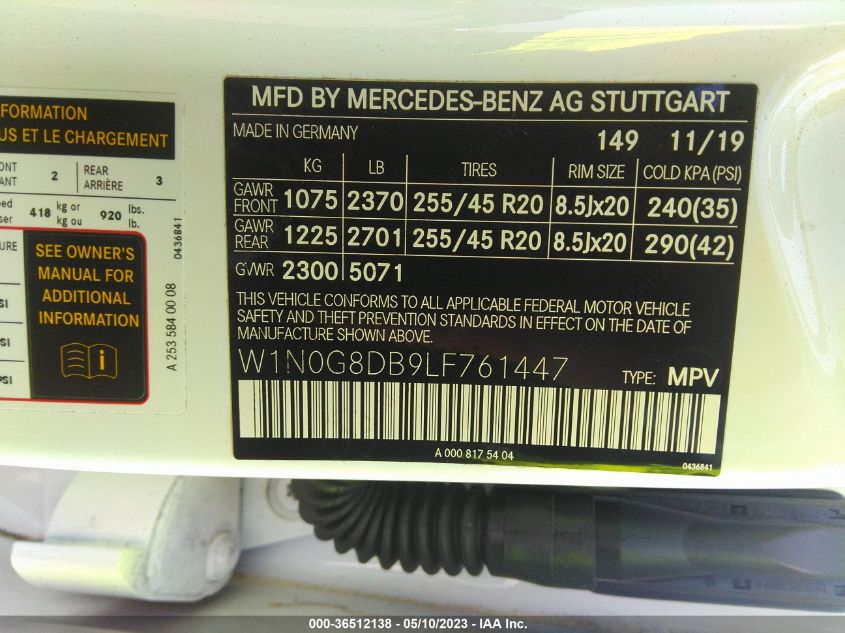 FORMATION
US ET LE CHARGEMENT
2 REAR ARRIÈRE 3
418 kg or kg ou 920 lbs. lb.
SEE OWNER'S
MANUAL FOR
ADDITIONAL
INFORMATION
0436841
A 253 584 00 08
MFD BY MERCEDES-BENZ AG STUTTGART
MADE IN GERMANY 149 11/19
KG LB TIRES RIM SIZE COLD KPA (PSI)
GAWR FRONT 1075 2370 255/45 R20 8.5Jx20 240(35)
GAWR REAR 1225 2701 255/45 R20 8.5Jx20 290(42)
GVWR 2300 5071
THIS VEHICLE CONFORMS TO ALL APPLICABLE FEDERAL MOTOR VEHICLE
SAFETY AND THEFT PREVENTION STANDARDS IN EFFECT ON THE DATE OF
MANUFACTURE SHOWN ABOVE.
W1N0G8DB9LF761447 TYPE: MPV
A 000 817 54 04
0436841
000-36512138 - 05/10/2023 - IAA Inc.